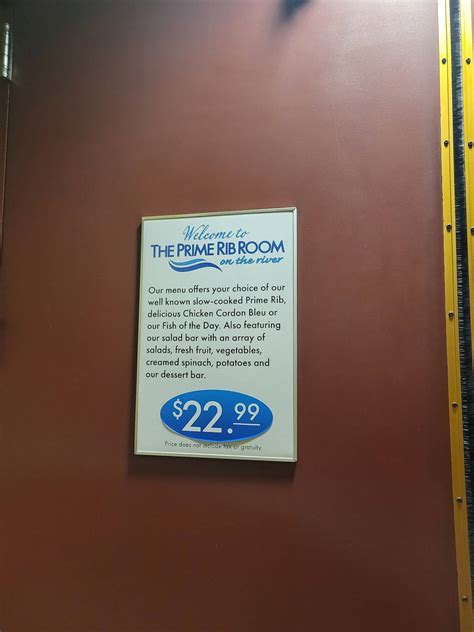 Welcome to
THE PRIME RIB ROOM
on the river
Our menu offers your choice of our
well known slow-cooked Prime Rib,
delicious Chicken Cordon Bleu or
our Fish of the Day. Also featuring
our salad bar with an array of
salads, fresh fruit, vegetables,
creamed spinach, potatoes and
our dessert bar.
$22.99
Price does not include tax or gratuity.